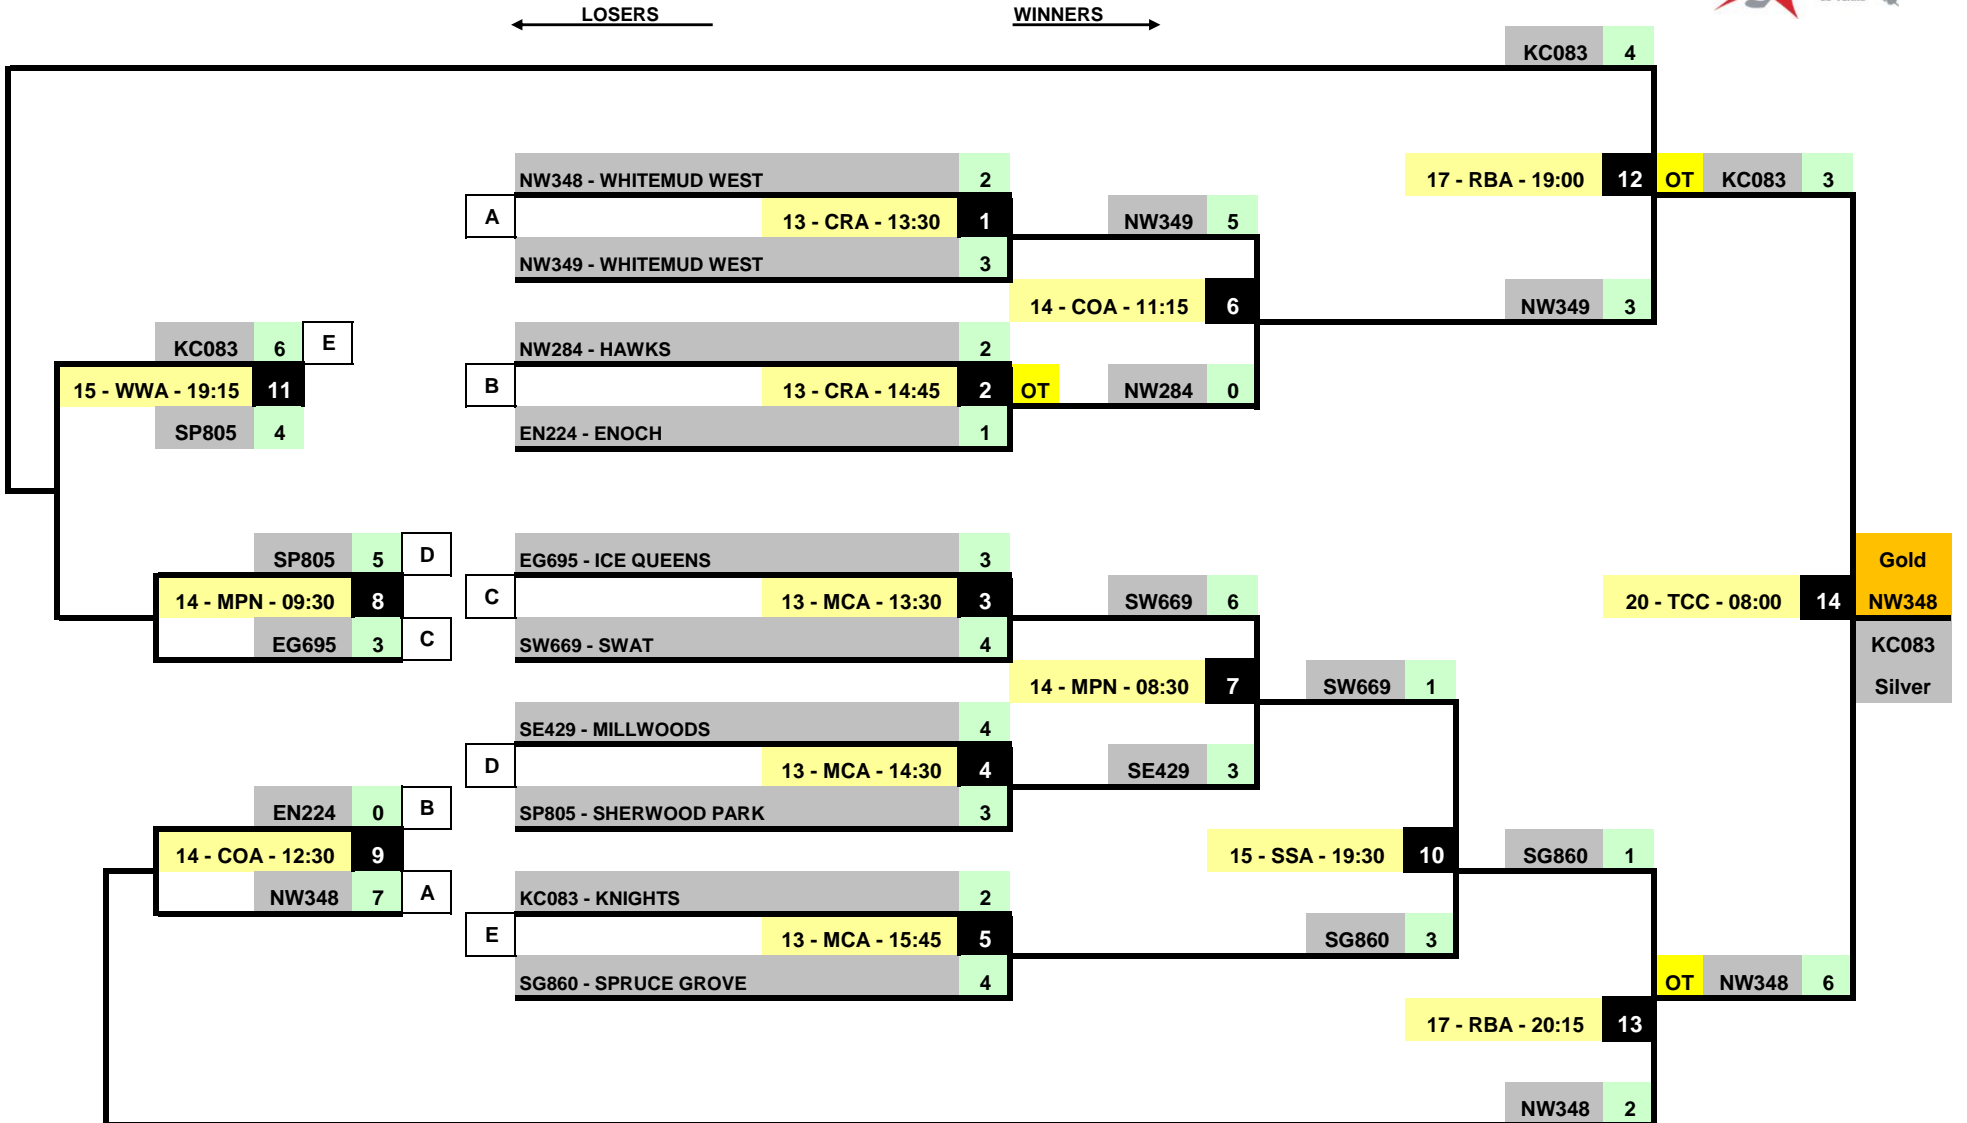 LOSERS WINNERS
KC083 4
NW348 - WHITEMUD WEST 2
17 - RBA - 19:00 12 OT KC083 3
A 13 - CRA - 13:30 1 NW349 5
NW349 - WHITEMUD WEST 3
14 - COA - 11:15 6 NW349 3
KC083 6 E NW284 - HAWKS 2
15 - WWA - 19:15 11 B 13 - CRA - 14:45 2 OT NW284 0
SP805 4 EN224 - ENOCH 1
SP805 5 D EG695 - ICE QUEENS 3 Gold
14 - MPN - 09:30 8 C 13 - MCA - 13:30 3 SW669 6 20 - TCC - 08:00 14 NW348
EG695 3 C SW669 - SWAT 4 KC083
14 - MPN - 08:30 7 SW669 1 Silver
SE429 - MILLWOODS 4
D 13 - MCA - 14:30 4 SE429 3
EN224 0 B SP805 - SHERWOOD PARK 3
14 - COA - 12:30 9 15 - SSA - 19:30 10 SG860 1
NW348 7 A KC083 - KNIGHTS 2
E 13 - MCA - 15:45 5 SG860 3
SG860 - SPRUCE GROVE 4 OT NW348 6
17 - RBA - 20:15 13
NW348 2